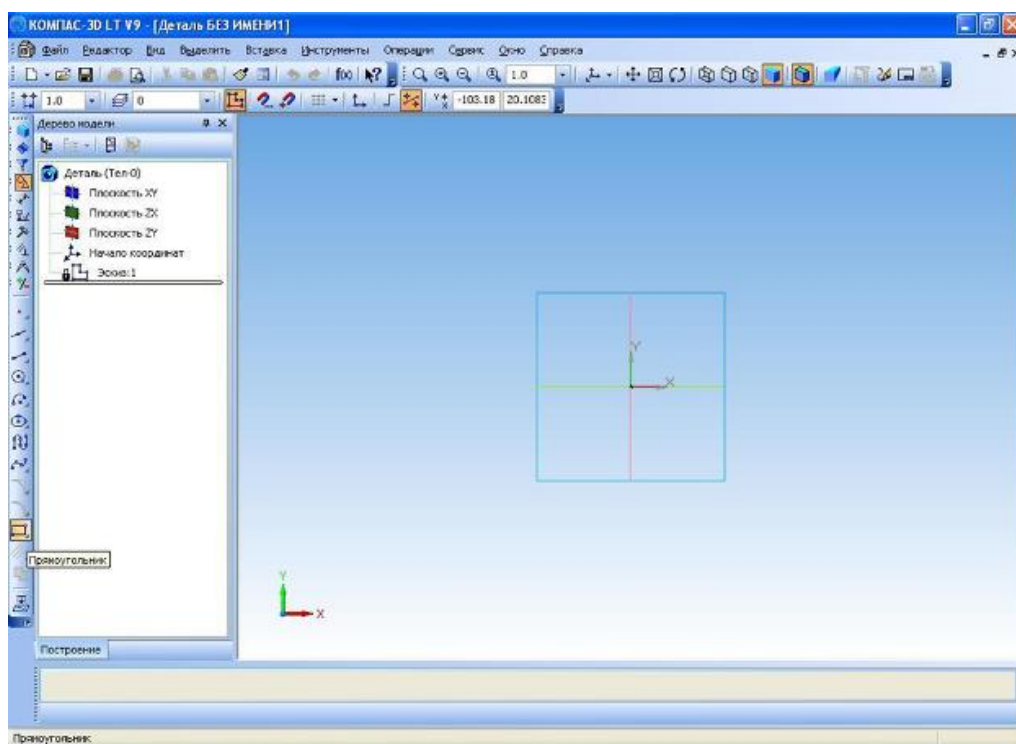 КОМПАС-3D LT V9 - [Деталь БЕЗ ИМЕНИ1]
Файл Редактор Вид Выделить Вставка Инструменты Операции Сервис Окно Справка
f(x) 1.0
1.0 0 -103.18 20.1083
Дерево модели
Деталь (Тел-0)
Плоскость XY
Плоскость ZX
Плоскость ZY
Начало координат
Эскиз:1
Y
X
Прямоугольник
Y
X
Построение
Прямоугольник